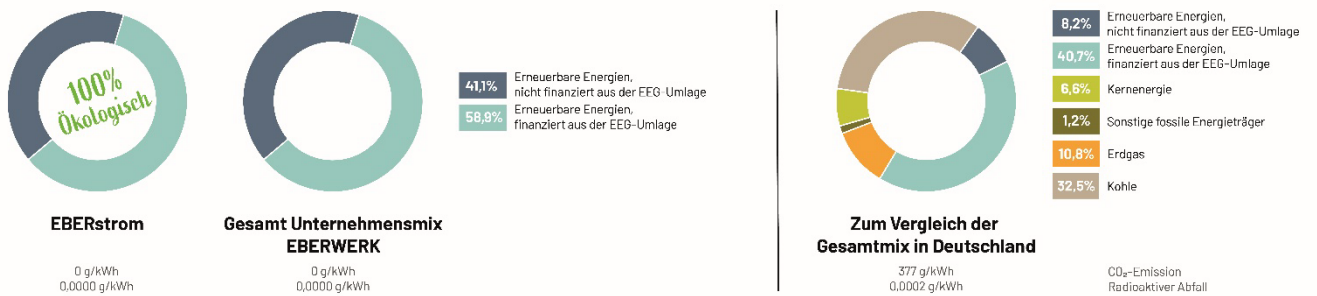 100%
Ökologisch
EBERstrom
0 g/kWh
0,0000 g/kWh
Gesamt Unternehmensmix
EBERWERK
0 g/kWh
0,0000 g/kWh
41,1%
Erneuerbare Energien,
nicht finanziert aus der EEG-Umlage
58,9%
Erneuerbare Energien,
finanziert aus der EEG-Umlage
Zum Vergleich der
Gesamtmix in Deutschland
377 g/kWh
0,0002 g/kWh
8,2%
Erneuerbare Energien,
nicht finanziert aus der EEG-Umlage
40,7%
Erneuerbare Energien,
finanziert aus der EEG-Umlage
6,6% Kernenergie
1,2% Sonstige fossile Energieträger
10,8% Erdgas
32,5% Kohle
CO₂-Emission
Radioaktiver Abfall